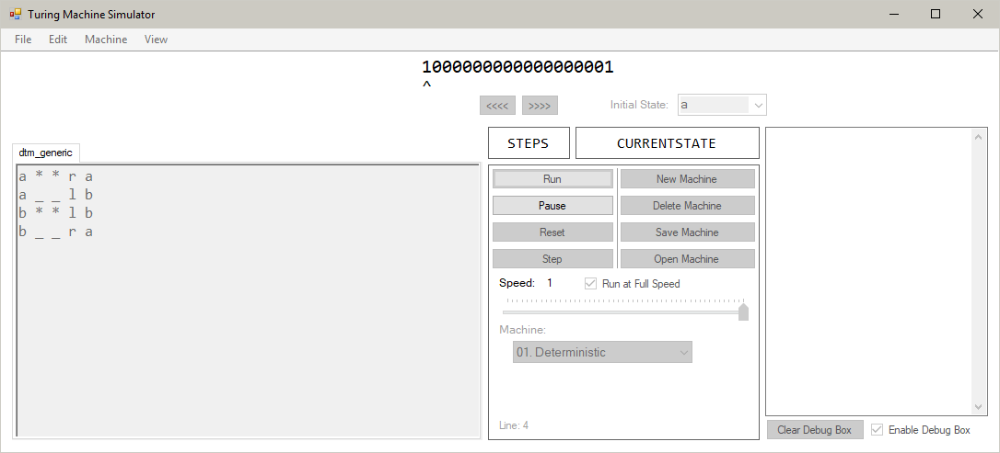 Turing Machine Simulator
File Edit Machine View
1000000000000000001
^
<<<< >>>> Initial State: a
dtm_generic
a * * r a
a _ _ l b
b * * l b
b _ _ r a
STEPS CURRENTSTATE
Run New Machine
Pause Delete Machine
Reset Save Machine
Step Open Machine
Speed: 1 Run at Full Speed
Machine:
01. Deterministic
Line: 4
Clear Debug Box Enable Debug Box